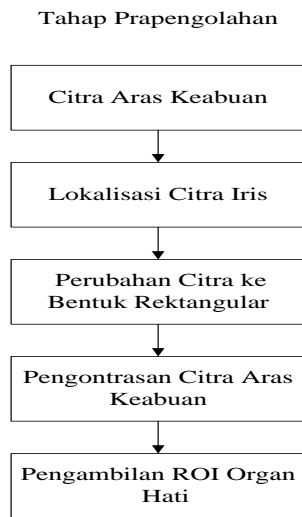 Tahap Prapengolahan
Citra Aras Keabuan
Lokalisasi Citra Iris
Perubahan Citra ke
Bentuk Rektangular
Pengontrasan Citra Aras
Keabuan
Pengambilan ROI Organ
Hati